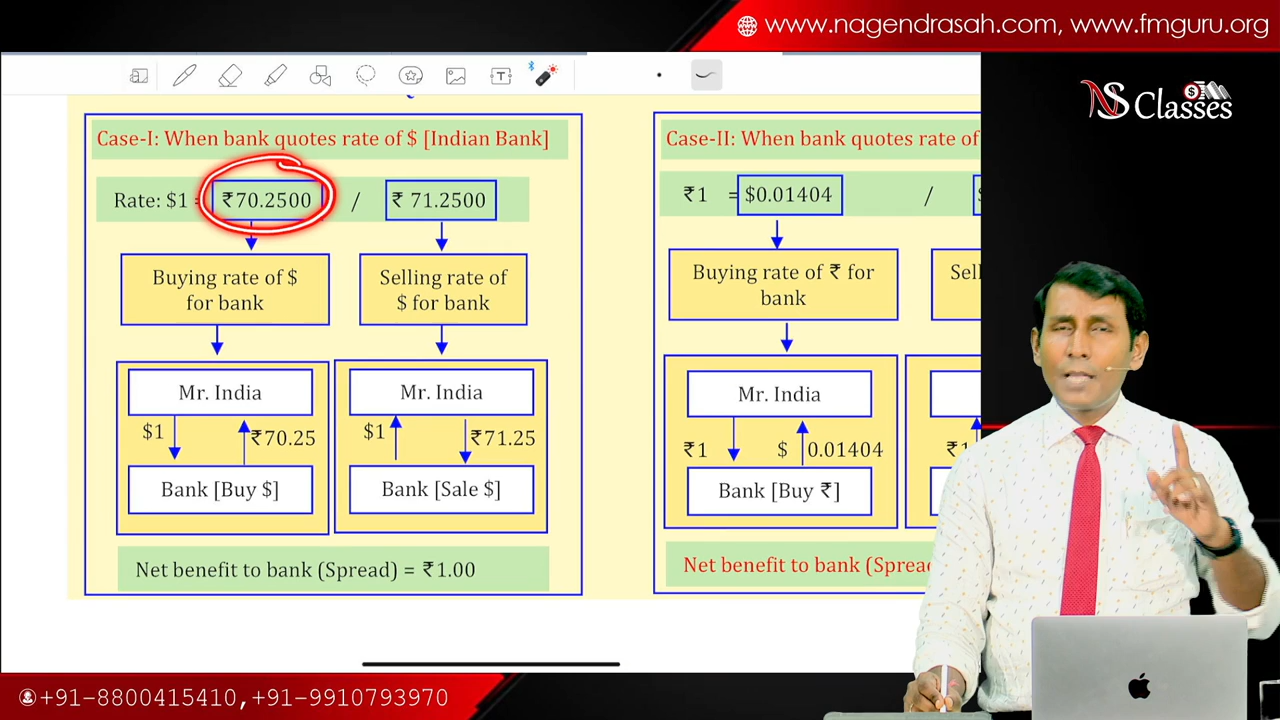 www.nagendrasah.com, www.fmguru.org
NS Classes
Case-I: When bank quotes rate of $ [Indian Bank]
Rate: $1 = ₹70.2500 / ₹ 71.2500
Buying rate of $
for bank
Selling rate of
$ for bank
Mr. India
$1 ₹70.25
Bank [Buy $]
Mr. India
$1 ₹71.25
Bank [Sale $]
Net benefit to bank (Spread) = ₹1.00
Case-II: When bank quotes rate of
₹1 = $0.01404 /
Buying rate of ₹ for
bank
Sell
Mr. India
₹1 $ 0.01404
Bank [Buy ₹]
₹1
Net benefit to bank (Spread
+91-8800415410,+91-9910793970